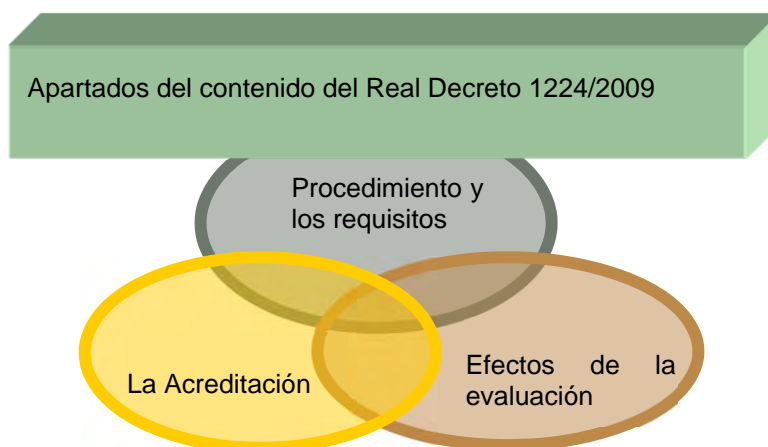 Apartados del contenido del Real Decreto 1224/2009
Procedimiento y
los requisitos
La Acreditación
Efectos de la
evaluación